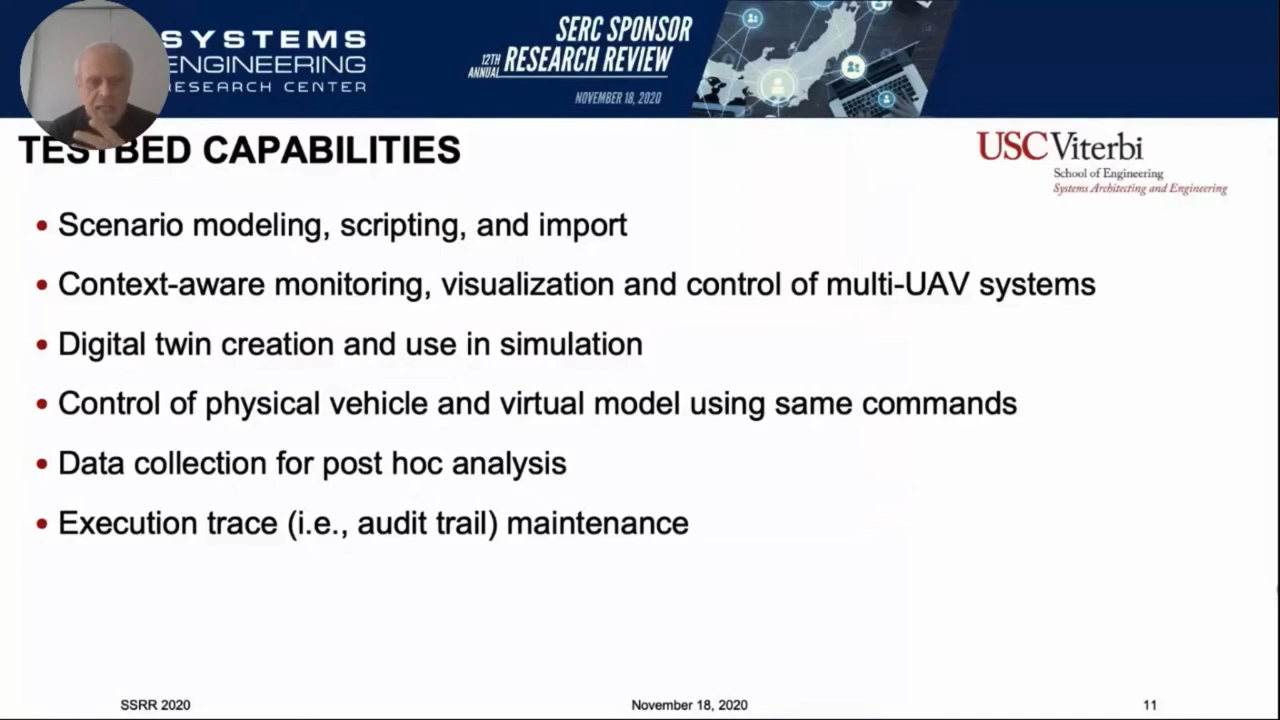 SYSTEMS
ENGINEERING
RESEARCH CENTER
SERC SPONSOR
12TH ANNUAL RESEARCH REVIEW
NOVEMBER 18, 2020
TESTBED CAPABILITIES
USC Viterbi
School of Engineering
Systems Architecting and Engineering
• Scenario modeling, scripting, and import
• Context-aware monitoring, visualization and control of multi-UAV systems
• Digital twin creation and use in simulation
• Control of physical vehicle and virtual model using same commands
• Data collection for post hoc analysis
• Execution trace (i.e., audit trail) maintenance
SSRR 2020
November 18, 2020
11